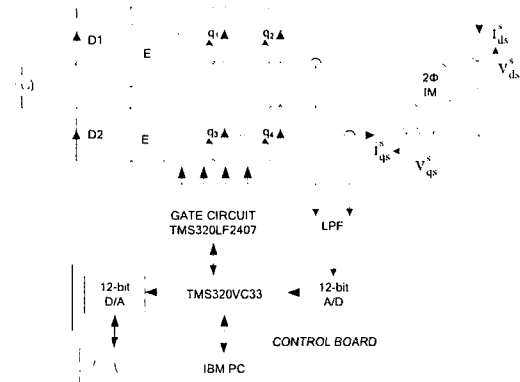 D1
E
q₁
q₂
i^s_ds
V^s_ds
2Φ
IM
D2
E
q₃
q₄
i^s_qs
V^s_qs
GATE CIRCUIT
TMS320LF2407
LPF
12-bit
D/A
TMS320VC33
12-bit
A/D
CONTROL BOARD
IBM PC